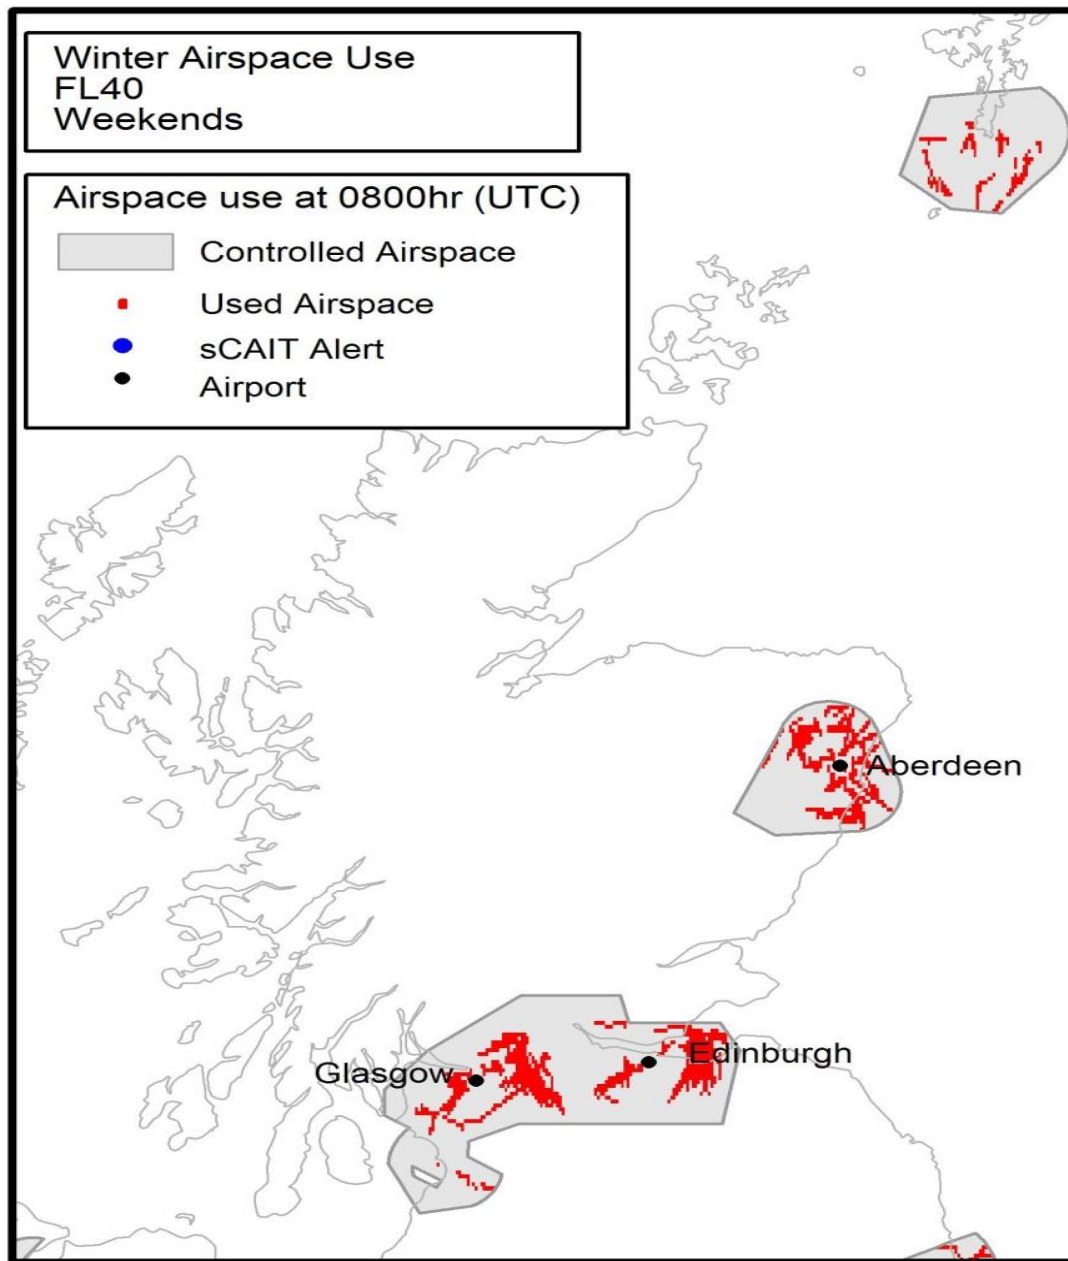 Winter Airspace Use
FL40
Weekends
Airspace use at 0800hr (UTC)
Controlled Airspace
Used Airspace
sCAIT Alert
Airport
Aberdeen
Edinburgh
Glasgow